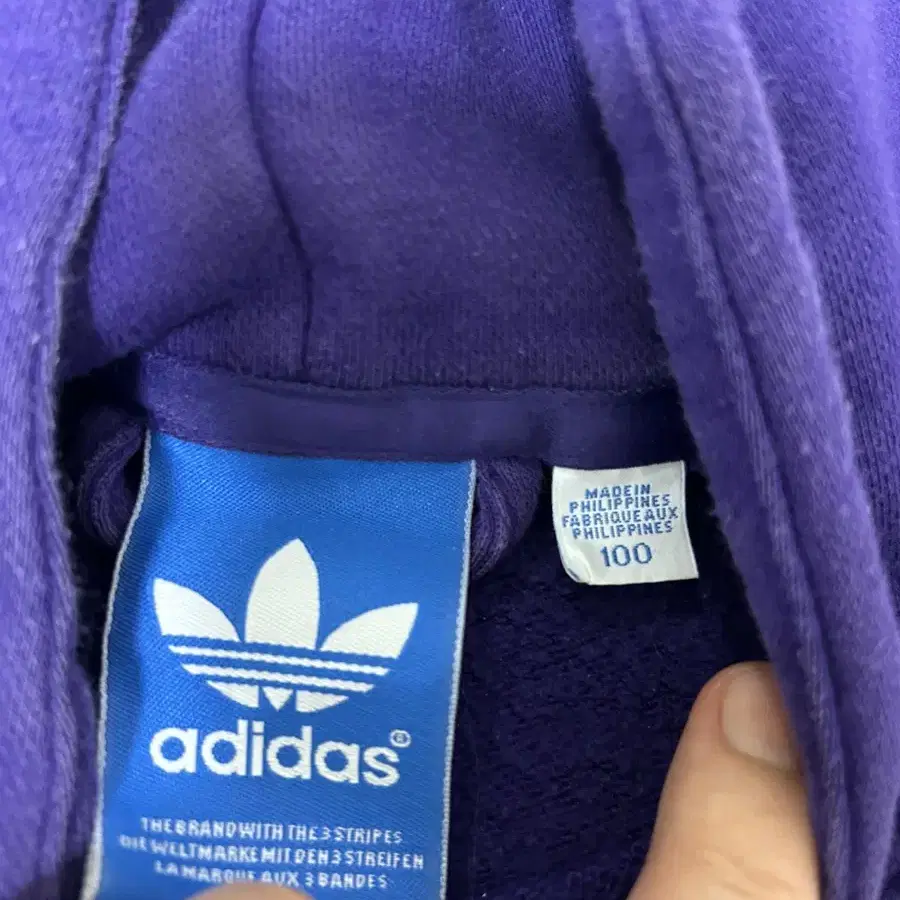 adidas®
THE BRAND WITH THE 3 STRIPES
DIE WELTMARKE MIT DEN 3 STREIFEN
LA MARQUE AUX 3 BANDES
MADE IN
PHILIPPINES
FABRIQUE AUX
PHILIPPINES
100